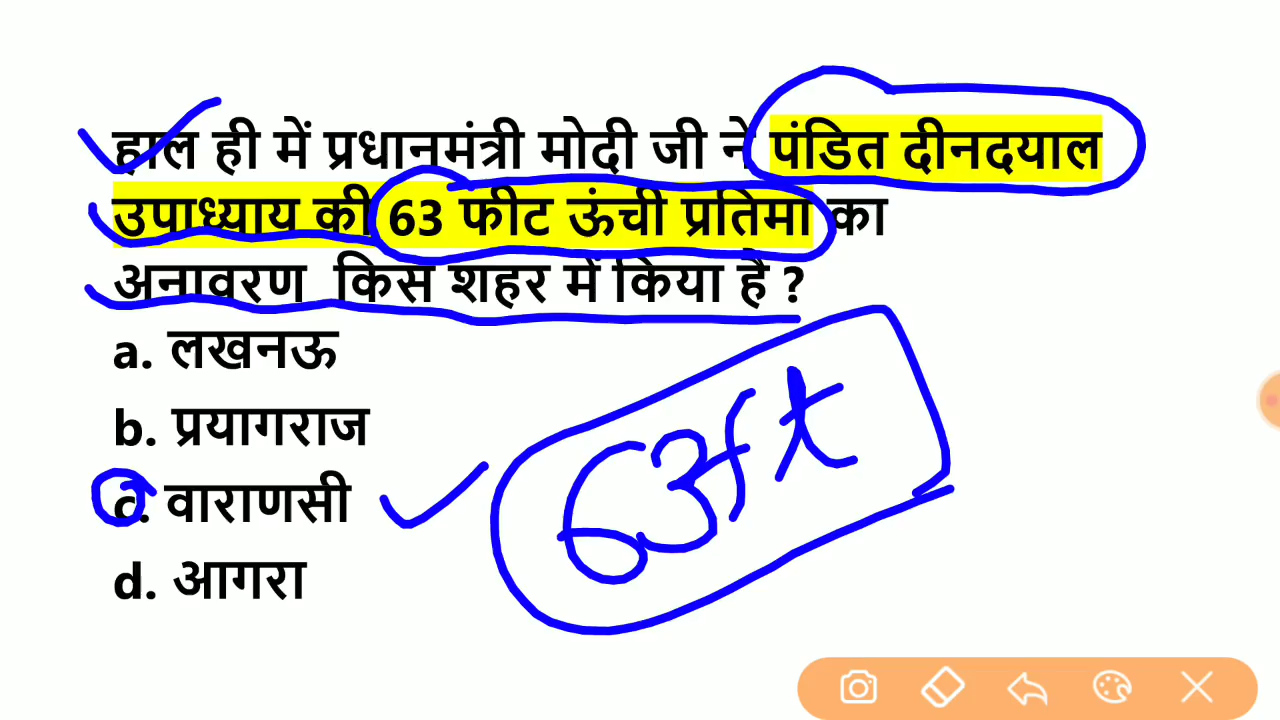 हाल ही में प्रधानमंत्री मोदी जी ने पंडित दीनदयाल
उपाध्याय की 63 फीट ऊंची प्रतिमा का
अनावरण किस शहर में किया है ?
a. लखनऊ
b. प्रयागराज
c. वाराणसी
d. आगरा
63ft